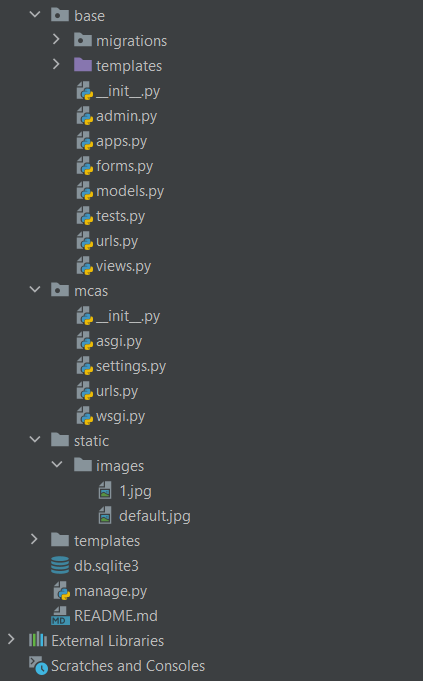 base
migrations
templates
__init__.py
admin.py
apps.py
forms.py
models.py
tests.py
urls.py
views.py
mcas
__init__.py
asgi.py
settings.py
urls.py
wsgi.py
static
images
1.jpg
default.jpg
templates
db.sqlite3
manage.py
MD README.md
External Libraries
Scratches and Consoles